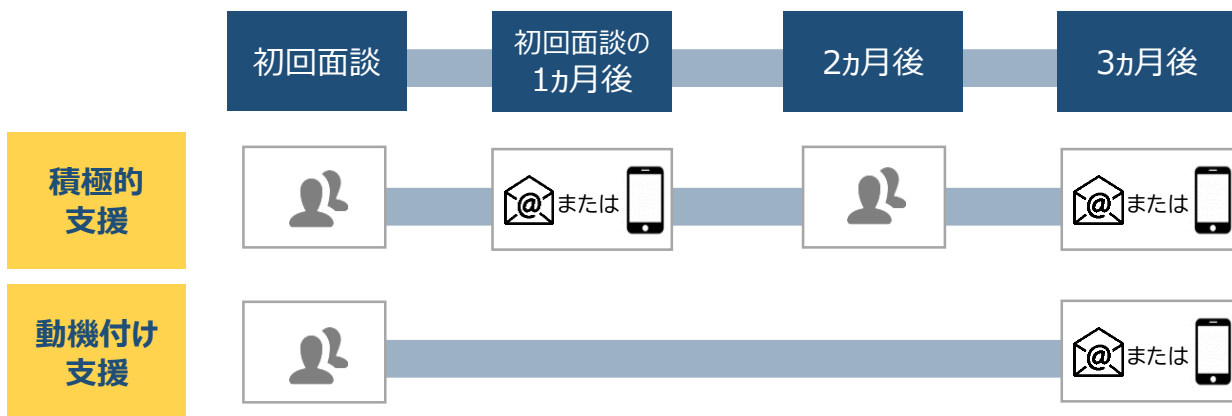 初回面談
初回面談の
1ヵ月後
2ヵ月後
3ヵ月後
積極的
支援
@または
@または
動機付け
支援
@または